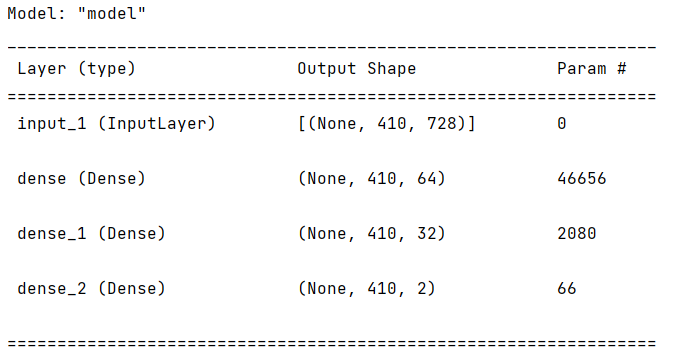 Model: "model"
_________________________________________________________________
Layer (type) Output Shape Param #
=================================================================
input_1 (InputLayer) [(None, 410, 728)] 0
dense (Dense) (None, 410, 64) 46656
dense_1 (Dense) (None, 410, 32) 2080
dense_2 (Dense) (None, 410, 2) 66
=================================================================